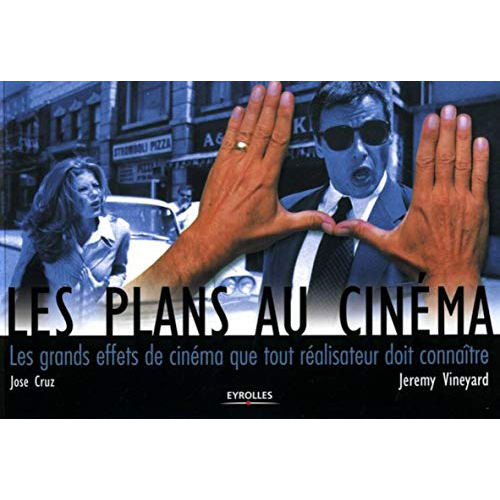 STROMBOLI PIZZA
LES PLANS AU CINÉMA
Les grands effets de cinéma que tout réalisateur doit connaître
Jose Cruz
Jeremy Vineyard
EYROLLES